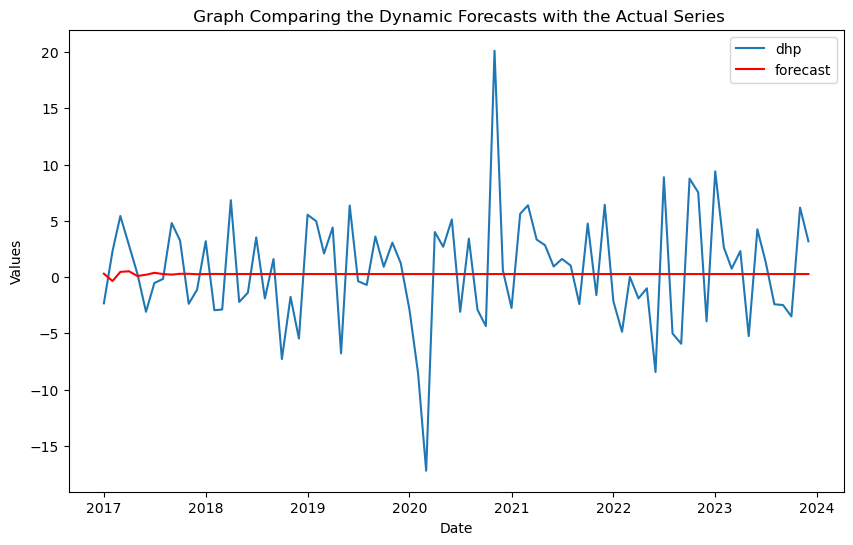 Graph Comparing the Dynamic Forecasts with the Actual Series
dhp
forecast
20
15
10
5
0
−5
−10
−15
Values
2017 2018 2019 2020 2021 2022 2023 2024
Date